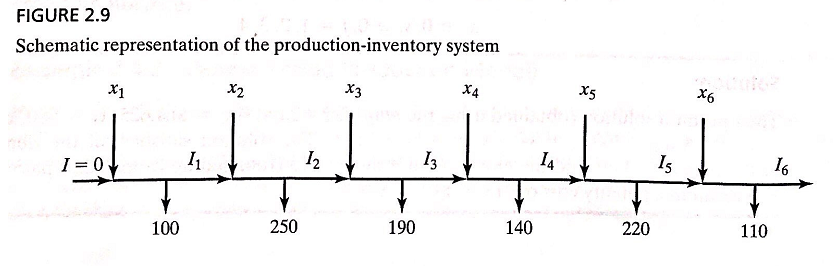 FIGURE 2.9
Schematic representation of the production-inventory system
x1 x2 x3 x4 x5 x6
I = 0 I1 I2 I3 I4 I5 I6
100 250 190 140 220 110